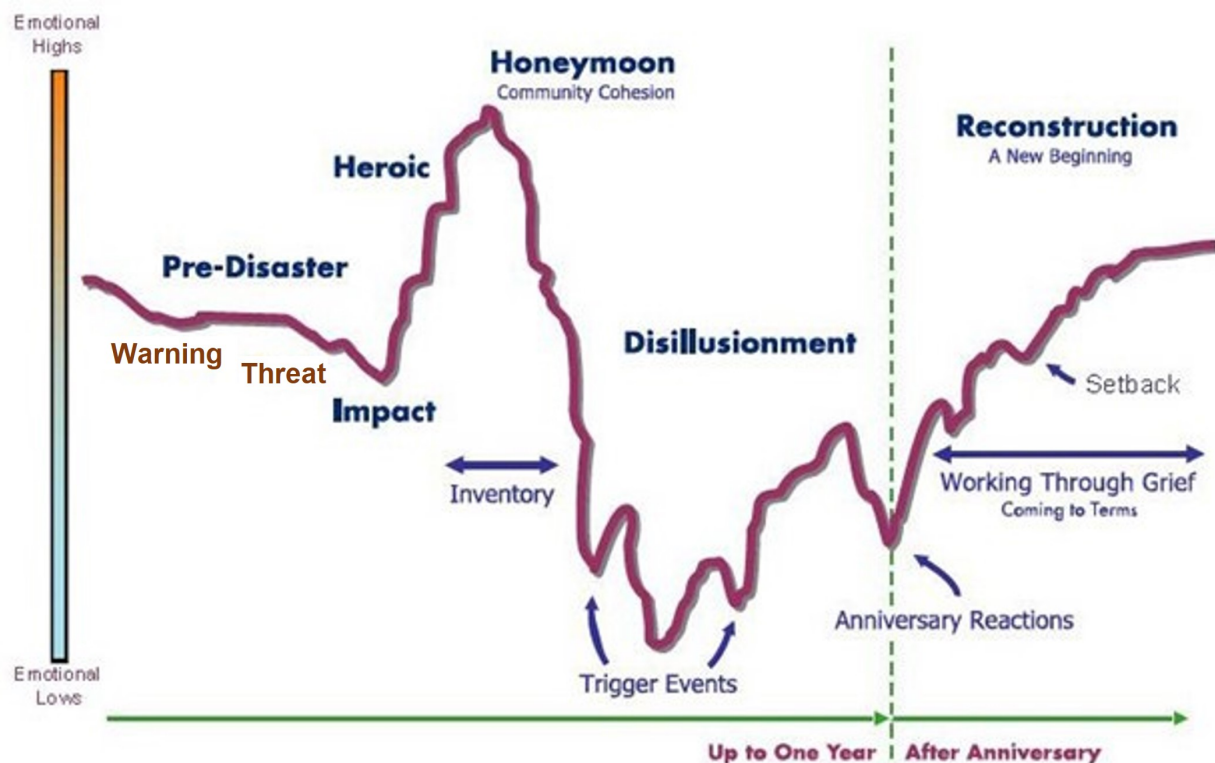 Emotional
Highs
Honeymoon
Community Cohesion
Reconstruction
A New Beginning
Heroic
Pre-Disaster
Warning
Threat
Impact
Disillusionment
Setback
Inventory
Working Through Grief
Coming to Terms
Anniversary Reactions
Trigger Events
Emotional
Lows
Up to One Year
After Anniversary